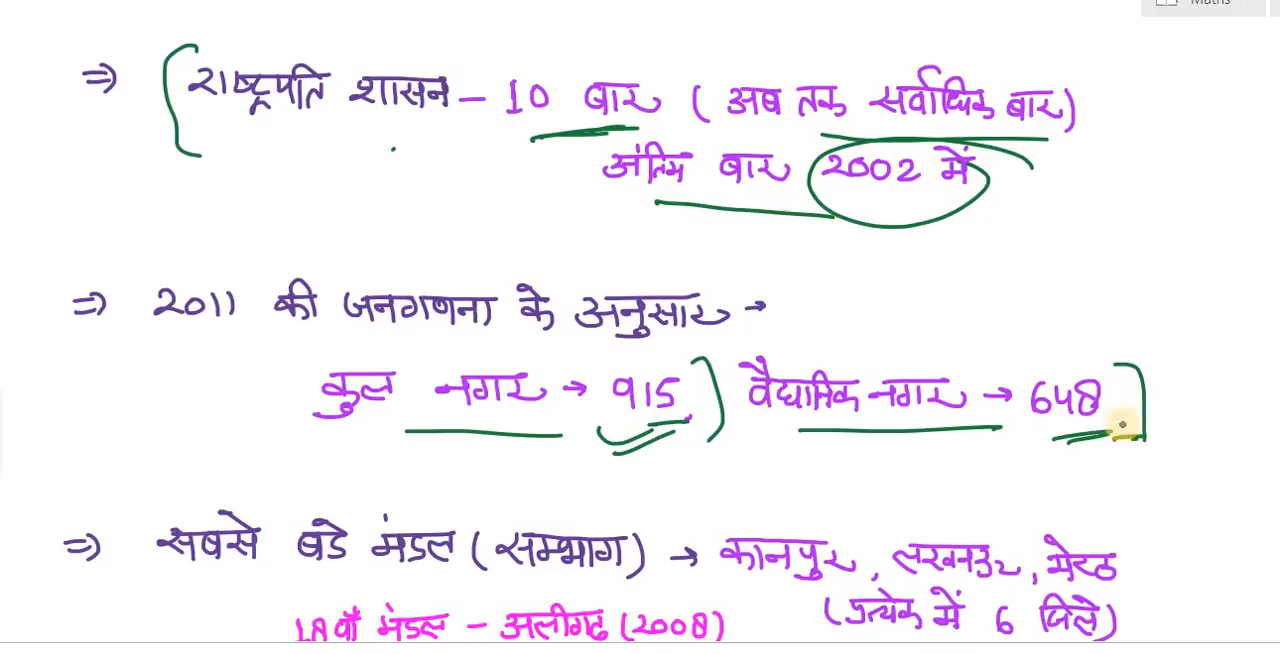 Maths
⇒ राष्ट्रपति शासन - 10 बार (अब तक सर्वाधिक बार)
अंतिम बार 2002 में
⇒ 2011 की जनगणना के अनुसार →
कुल नगर → 915, वैधानिक नगर → 648
⇒ सबसे बडे मंडल (सम्भाग) → कानपुर, लखनऊ, मेरठ
(प्रत्येक में 6 जिले)
18वाँ मंडल - अलीगढ (2008)